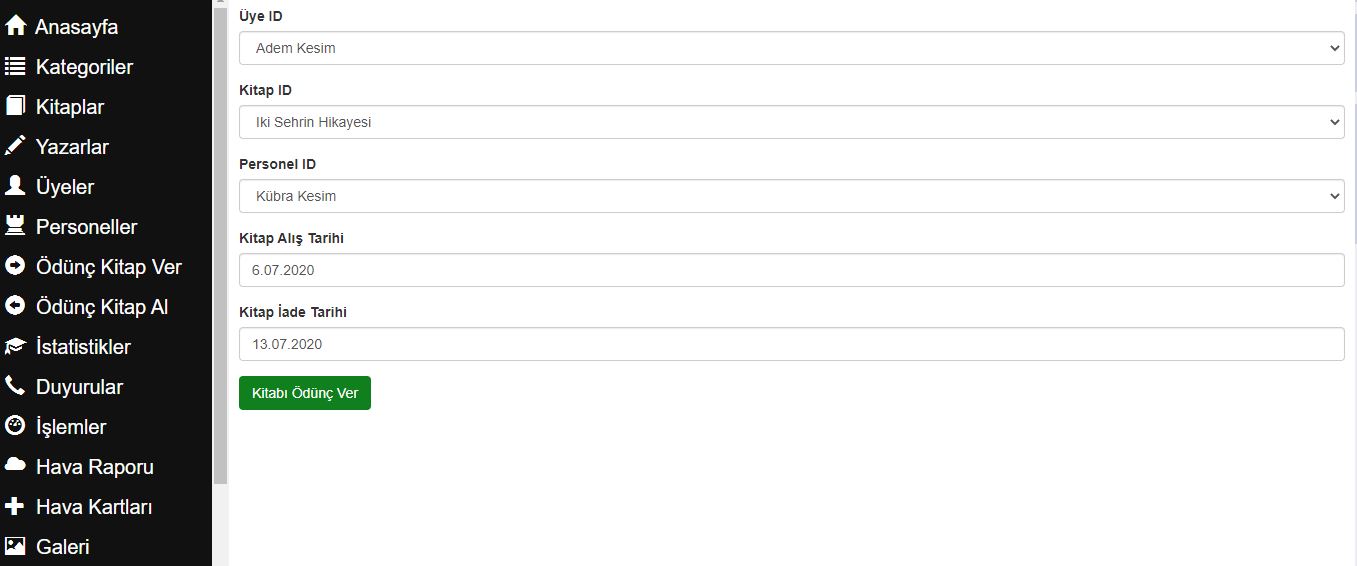 Anasayfa
Kategoriler
Kitaplar
Yazarlar
Üyeler
Personeller
Ödünç Kitap Ver
Ödünç Kitap Al
İstatistikler
Duyurular
İşlemler
Hava Raporu
Hava Kartları
Galeri
Üye ID
Adem Kesim
Kitap ID
Iki Sehrin Hikayesi
Personel ID
Kübra Kesim
Kitap Alış Tarihi
6.07.2020
Kitap İade Tarihi
13.07.2020
Kitabı Ödünç Ver